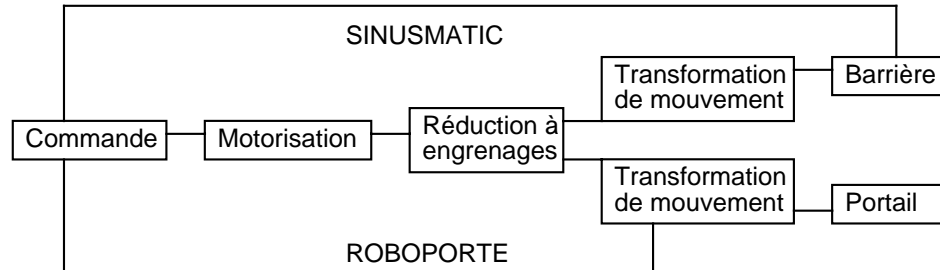 SINUSMATIC
Transformation
de mouvement
Barrière
Commande
Motorisation
Réduction à
engrenages
Transformation
de mouvement
Portail
ROBOPORTE